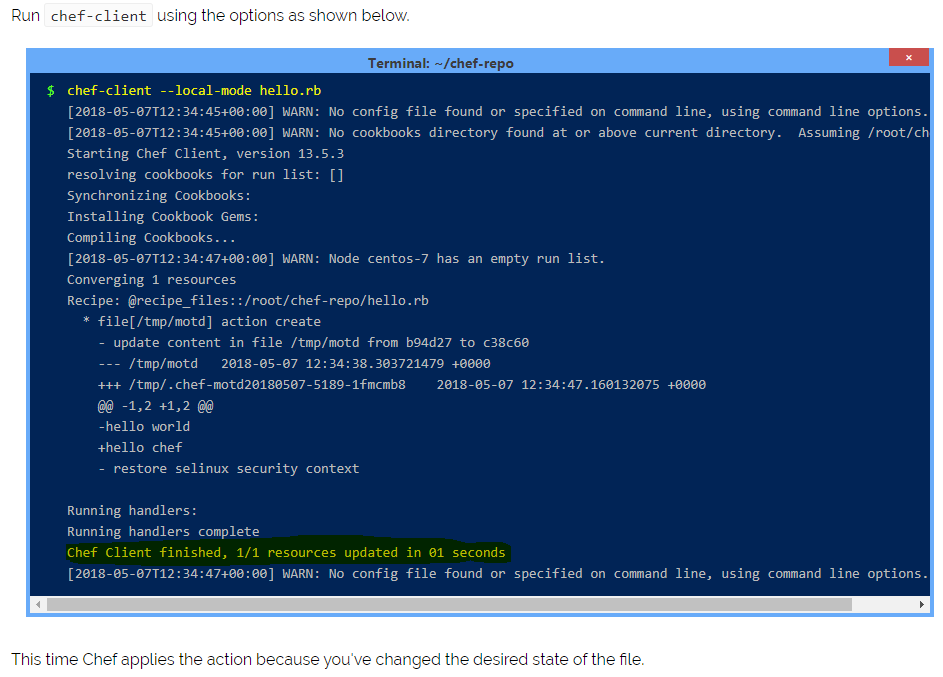 Run chef-client using the options as shown below.
Terminal: ~/chef-repo
×
$ chef-client --local-mode hello.rb
[2018-05-07T12:34:45+00:00] WARN: No config file found or specified on command line, using command line options.
[2018-05-07T12:34:45+00:00] WARN: No cookbooks directory found at or above current directory.  Assuming /root/ch
Starting Chef Client, version 13.5.3
resolving cookbooks for run list: []
Synchronizing Cookbooks:
Installing Cookbook Gems:
Compiling Cookbooks...
[2018-05-07T12:34:47+00:00] WARN: Node centos-7 has an empty run list.
Converging 1 resources
Recipe: @recipe_files::/root/chef-repo/hello.rb
  * file[/tmp/motd] action create
    - update content in file /tmp/motd from b94d27 to c38c60
    --- /tmp/motd   2018-05-07 12:34:38.303721479 +0000
    +++ /tmp/.chef-motd20180507-5189-1fmcmb8    2018-05-07 12:34:47.160132075 +0000
    @@ -1,2 +1,2 @@
    -hello world
    +hello chef
    - restore selinux security context
Running handlers:
Running handlers complete
Chef Client finished, 1/1 resources updated in 01 seconds
[2018-05-07T12:34:47+00:00] WARN: No config file found or specified on command line, using command line options.
This time Chef applies the action because you've changed the desired state of the file.